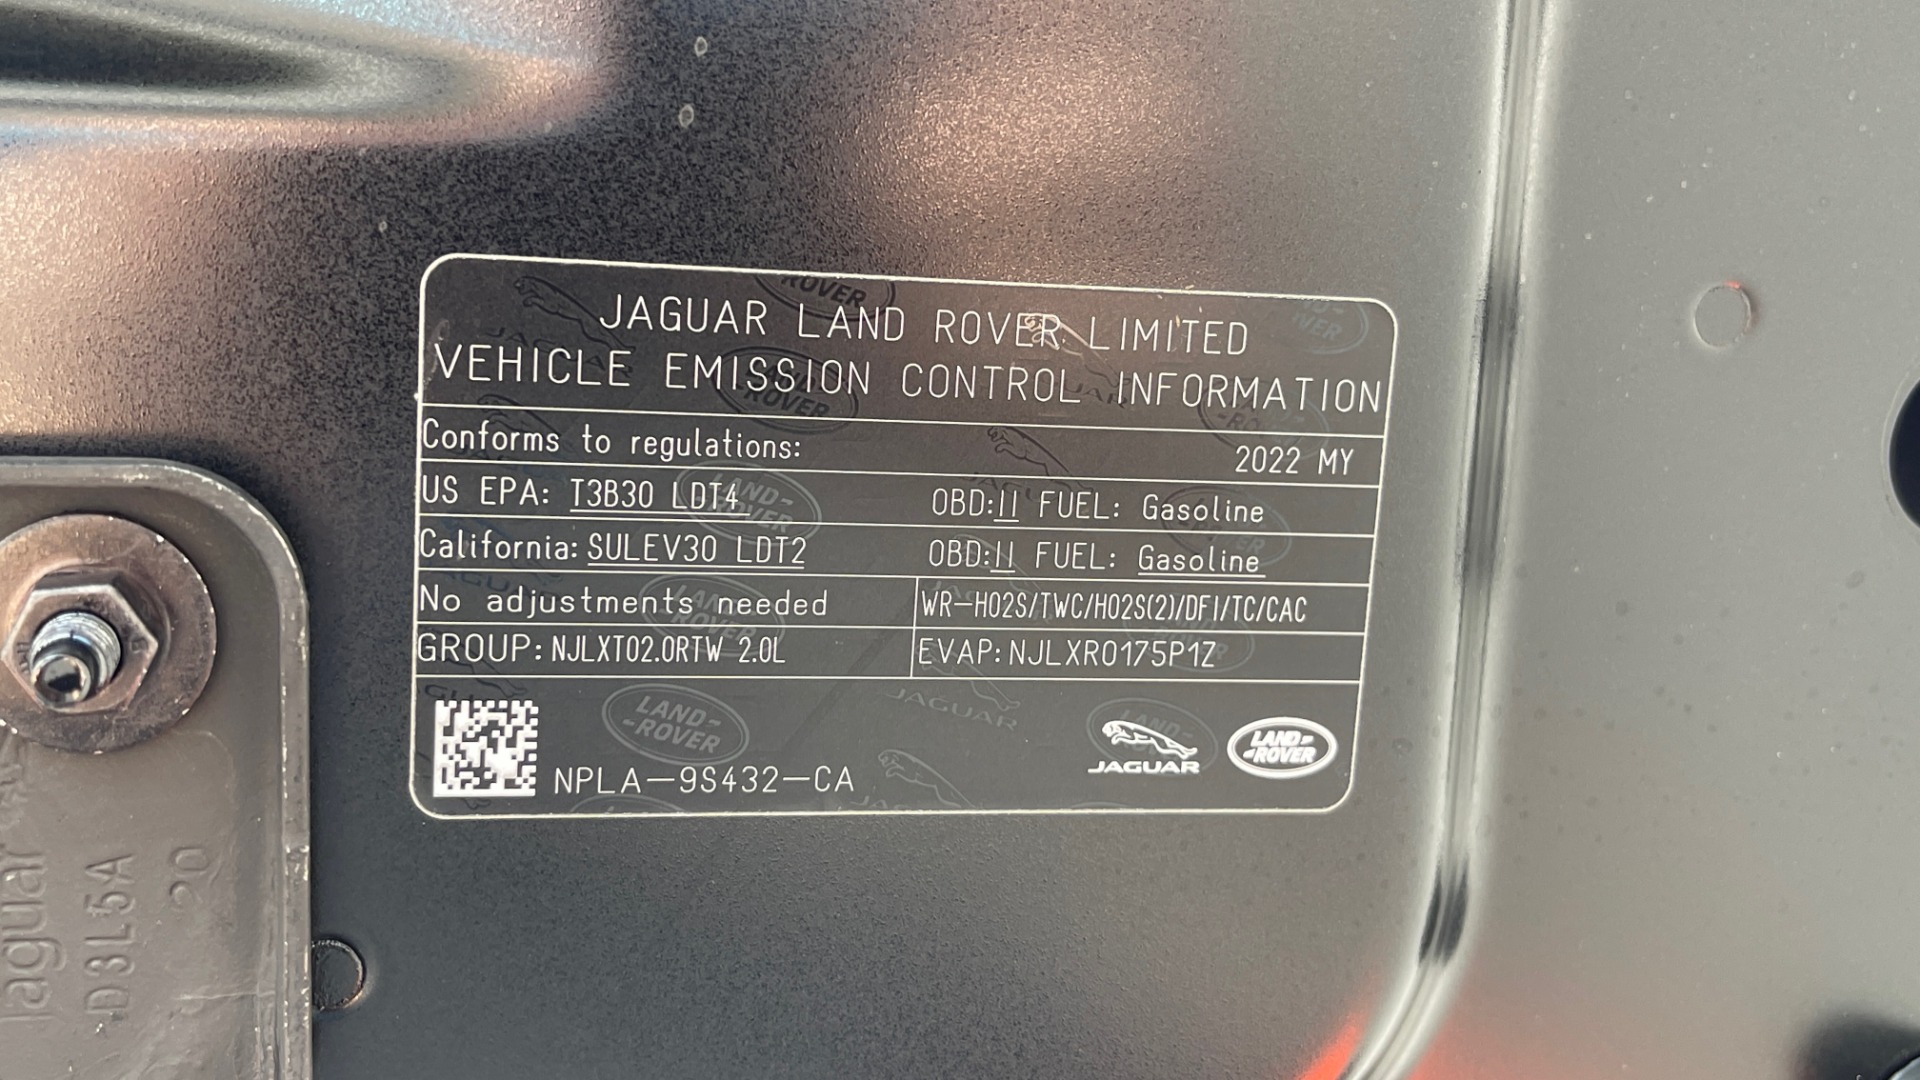 JAGUAR LAND ROVER LIMITED
VEHICLE EMISSION CONTROL INFORMATION
Conforms to regulations: 2022 MY
US EPA: T3B30 LDT4 OBD:II FUEL: Gasoline
California: SULEV30 LDT2 OBD:II FUEL: Gasoline
No adjustments needed WR-HO2S/TWC/HO2S(2)/DFI/TC/CAC
GROUP: NJLXT02.0RTW 2.0L EVAP: NJLXR0175P1Z
NPLA-9S432-CA
JAGUAR
LAND-
-ROVER
Jaguar
D3L5A
20